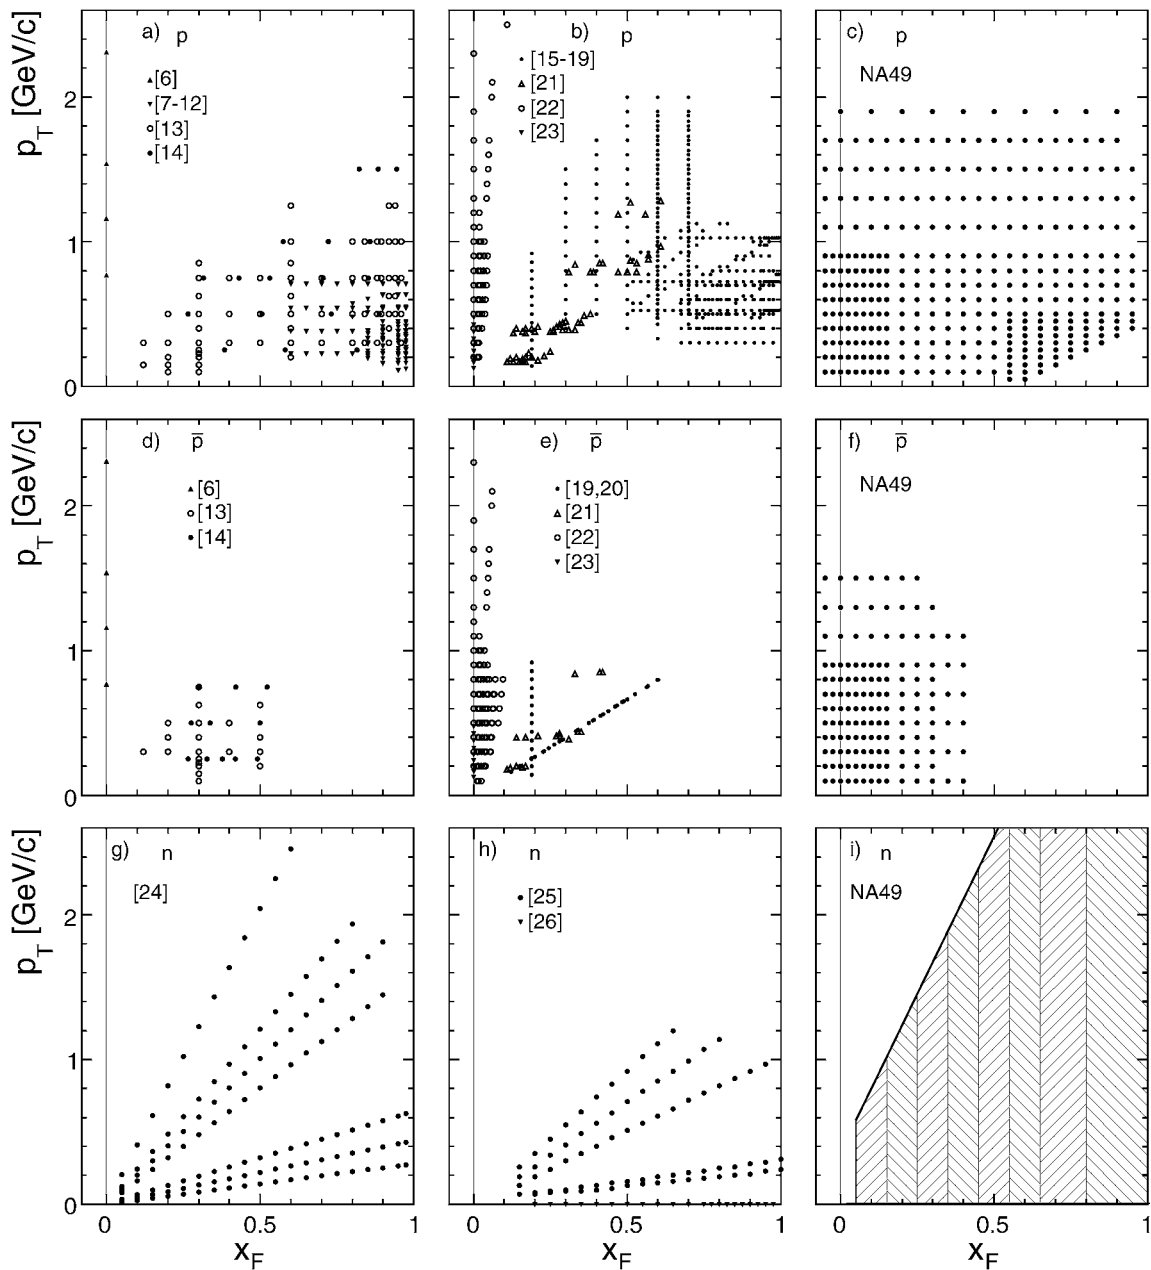 a) p
[6]
[7-12]
[13]
[14]
b) p
[15-19]
[21]
[22]
[23]
c) p
NA49
p_T [GeV/c]
2
1
0
d) p̅
[6]
[13]
[14]
e) p̅
[19,20]
[21]
[22]
[23]
f) p̅
NA49
p_T [GeV/c]
2
1
0
g) n
[24]
h) n
[25]
[26]
i) n
NA49
p_T [GeV/c]
2
1
0
0 0.5 1 0 0.5 1 0 0.5 1
x_F x_F x_F